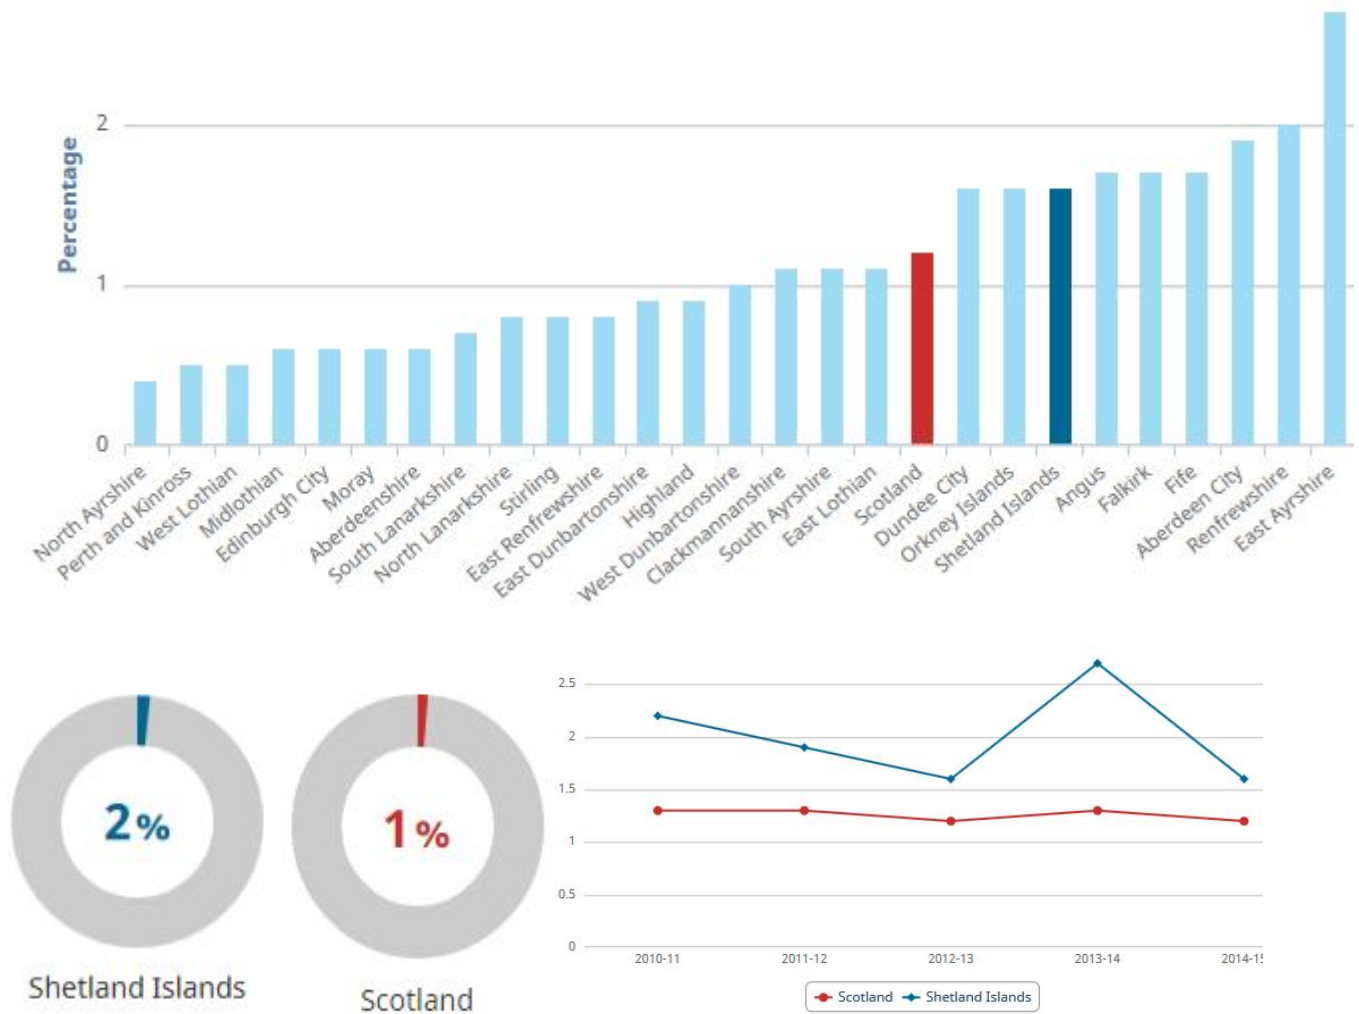 Percentage
2
1
0
North Ayrshire
Perth and Kinross
West Lothian
Midlothian
Edinburgh City
Moray
Aberdeenshire
South Lanarkshire
North Lanarkshire
Stirling
East Renfrewshire
East Dunbartonshire
Highland
West Dunbartonshire
Clackmannanshire
South Ayrshire
East Lothian
Scotland
Dundee City
Orkney Islands
Shetland Islands
Angus
Falkirk
Fife
Aberdeen City
Renfrewshire
East Ayrshire
2%
Shetland Islands
1%
Scotland
2.5
2
1.5
1
0.5
0
2010-11
2011-12
2012-13
2013-14
2014-1
Scotland Shetland Islands